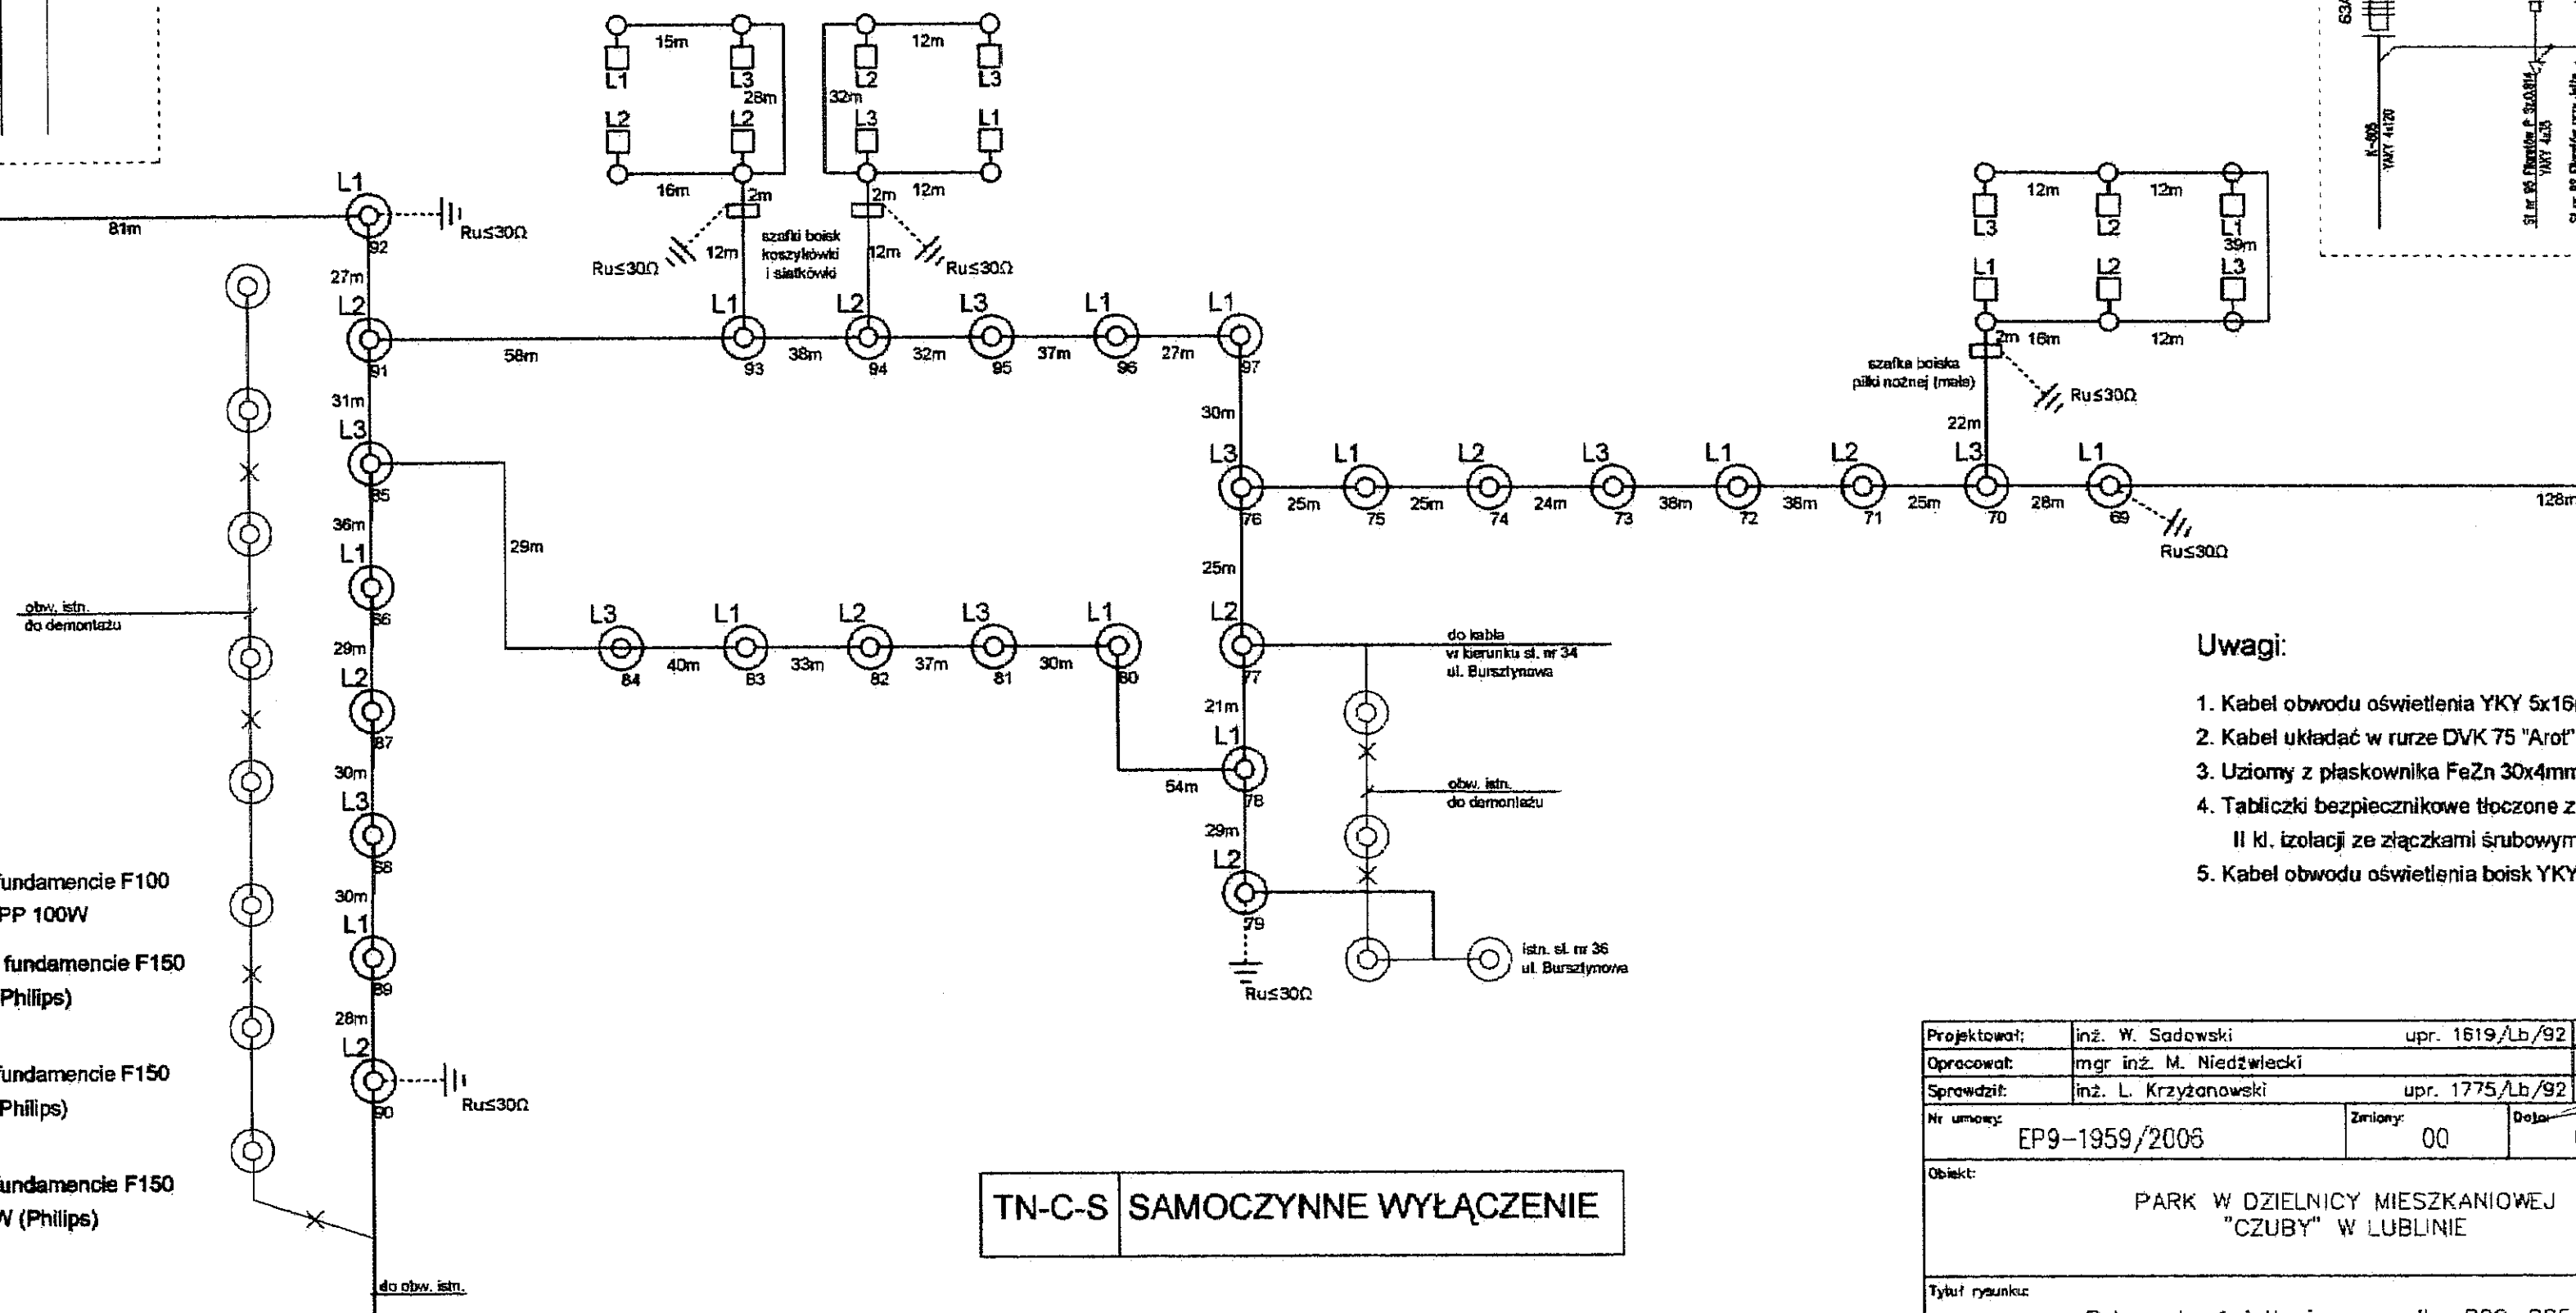 15m
L1
L3
28m
L2
L2
16m
2m
12m
L2
L3
32m
L3
L1
2m
12m
12m
szafki boisk
koszykówki
i siatkówki
12m
Ru≤30Ω
Ru≤30Ω
63A
K-605
YAKY 4x120
YAKY 4x35
81m
L1
92
Ru≤30Ω
27m
L2
91
58m
L1
93
38m
L2
94
32m
L3
95
37m
L1
96
27m
L1
97
12m
12m
L3
L2
L1
39m
L1
L2
L3
2m
16m
12m
szafka boiska
piłki nożnej (małe)
Ru≤30Ω
22m
31m
L3
85
30m
L3
76
25m
L1
75
25m
L2
74
24m
L3
73
38m
L1
72
38m
L2
71
25m
L3
70
28m
L1
69
Ru≤30Ω
128m
36m
L1
86
29m
25m
obw. istn.
do demontażu
29m
L3
84
40m
L1
83
33m
L2
82
37m
L3
81
30m
L1
80
54m
L2
77
do kabla
w kierunku sł. nr 34
ul. Bursztynowa
21m
L1
78
29m
L2
79
Ru≤30Ω
obw. istn.
do demontażu
istn. sł. nr 36
ul. Bursztynowa
L2
87
30m
L3
88
30m
L1
89
28m
L2
90
Ru≤30Ω
do obw. istn.
fundamencie F100
PP 100W
fundamencie F150
Philips)
fundamencie F150
Philips)
fundamencie F150
W (Philips)
Uwagi:
1. Kabel obwodu oświetlenia YKY 5x16
2. Kabel układać w rurze DVK 75 "Arot"
3. Uziomy z płaskownika FeZn 30x4mm
4. Tabliczki bezpiecznikowe tłoczone z
II kl. izolacji ze złączkami śrubowym
5. Kabel obwodu oświetlenia boisk YKY
TN-C-S SAMOCZYNNE WYŁĄCZENIE
Projektował: inż. W. Sadowski upr. 1619/Lb/92
Opracował: mgr inż. M. Niedźwiecki
Sprawdził: inż. L. Krzyżanowski upr. 1775/Lb/92
Nr umowy: EP9-1959/2006 Zmiany: 00 Data:
Obiekt:
PARK W DZIELNICY MIESZKANIOWEJ
"CZUBY" W LUBLINIE
Tytuł rysunku: